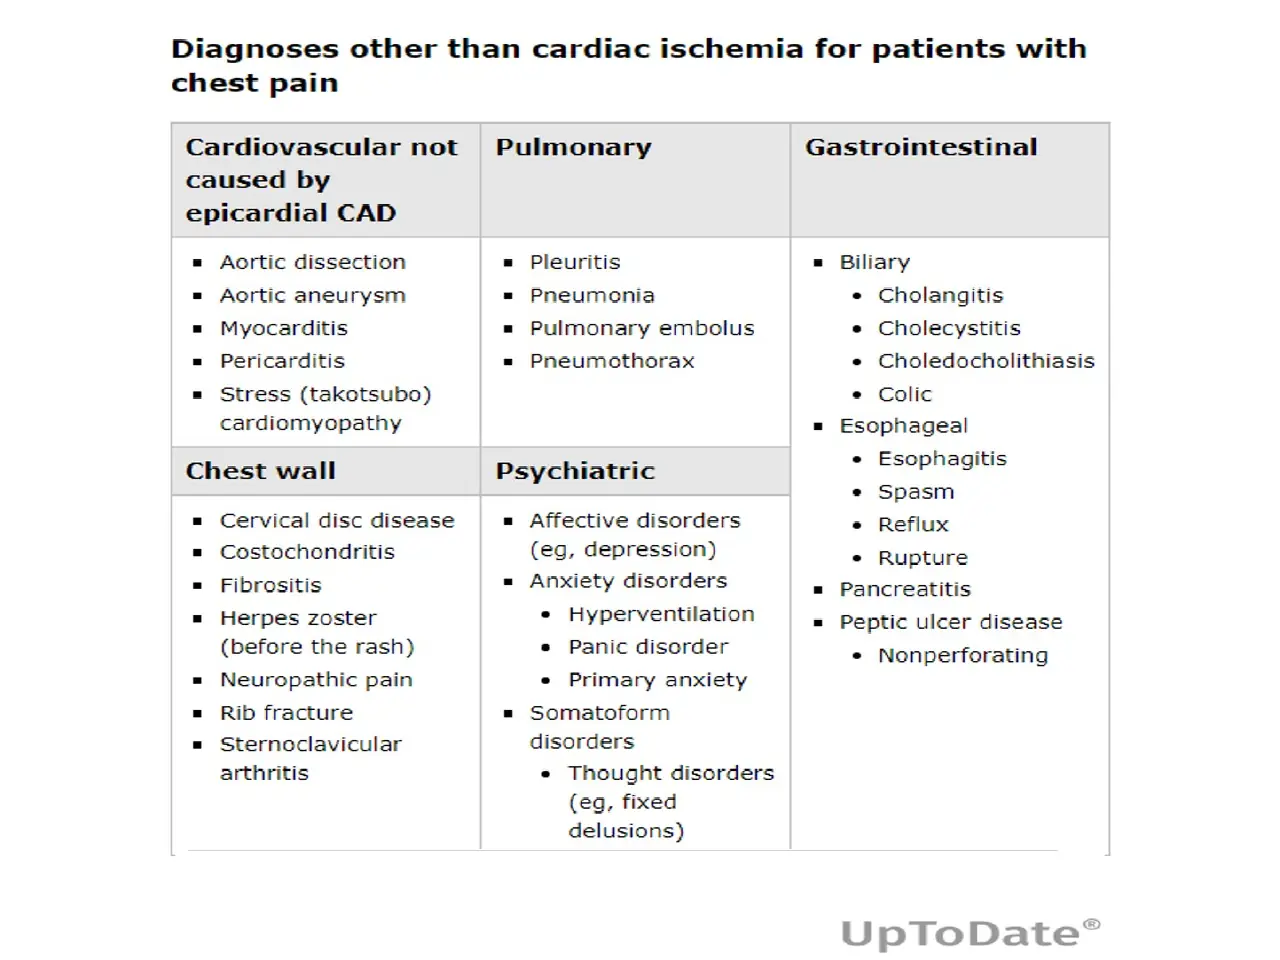 Diagnoses other than cardiac ischemia for patients with
chest pain
Cardiovascular not
caused by
epicardial CAD
Aortic dissection
Aortic aneurysm
Myocarditis
Pericarditis
Stress (takotsubo)
cardiomyopathy
Chest wall
Cervical disc disease
Costochondritis
Fibrositis
Herpes zoster
(before the rash)
Neuropathic pain
Rib fracture
Sternoclavicular
arthritis
Pulmonary
Pleuritis
Pneumonia
Pulmonary embolus
Pneumothorax
Psychiatric
Affective disorders
(eg, depression)
Anxiety disorders
Hyperventilation
Panic disorder
Primary anxiety
Somatoform
disorders
Thought disorders
(eg, fixed
delusions)
Gastrointestinal
Biliary
Cholangitis
Cholecystitis
Choledocholithiasis
Colic
Esophageal
Esophagitis
Spasm
Reflux
Rupture
Pancreatitis
Peptic ulcer disease
Nonperforating
UpToDate®